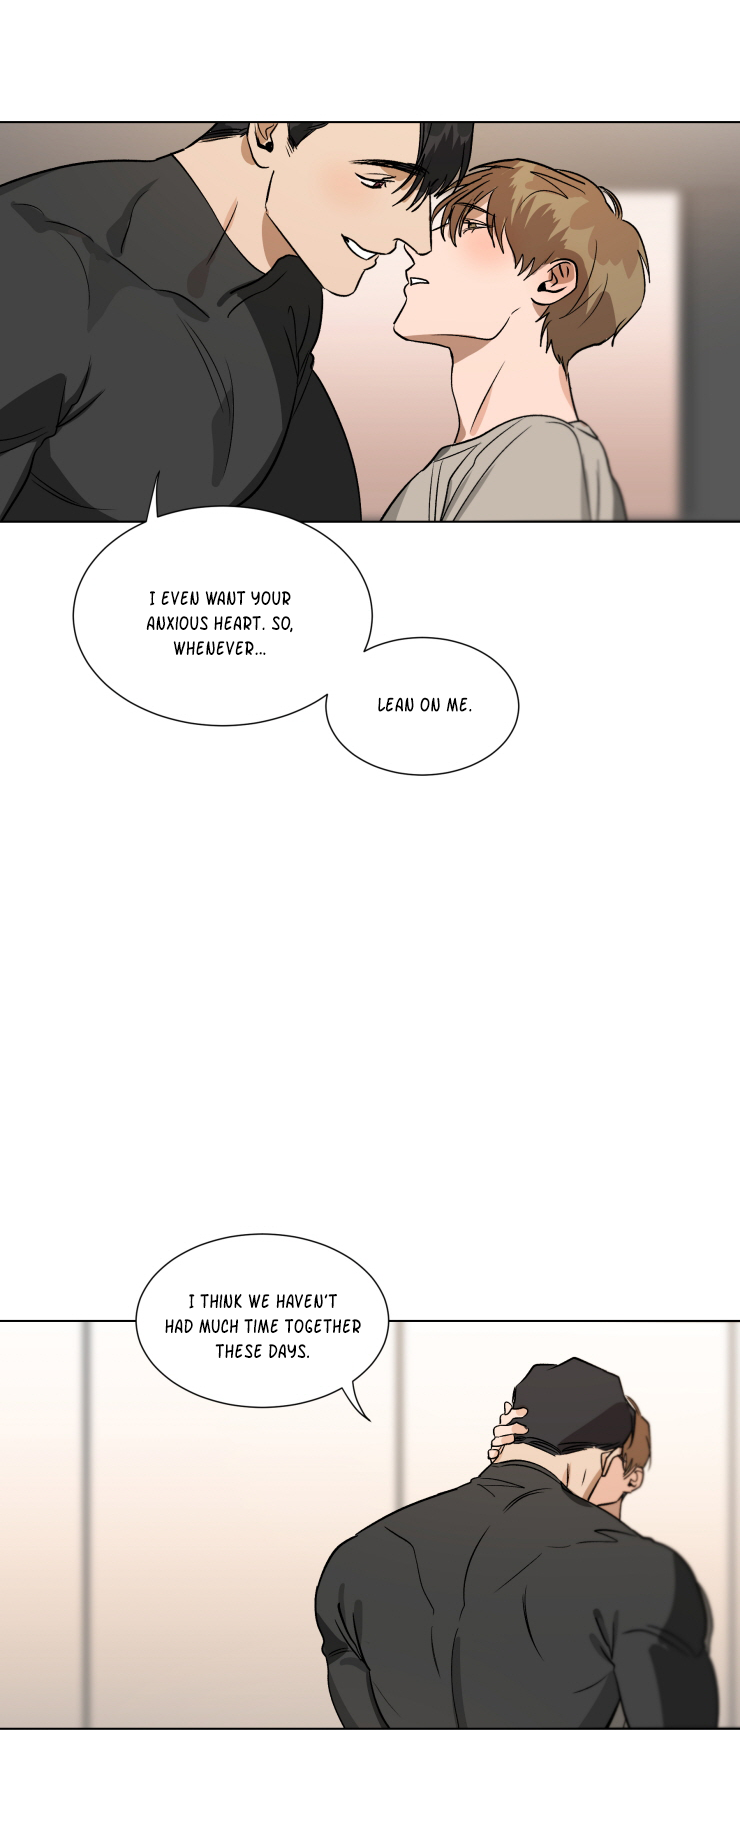 I EVEN WANT YOUR
ANXIOUS HEART. SO,
WHENEVER...
LEAN ON ME.
I THINK WE HAVEN'T
HAD MUCH TIME TOGETHER
THESE DAYS.